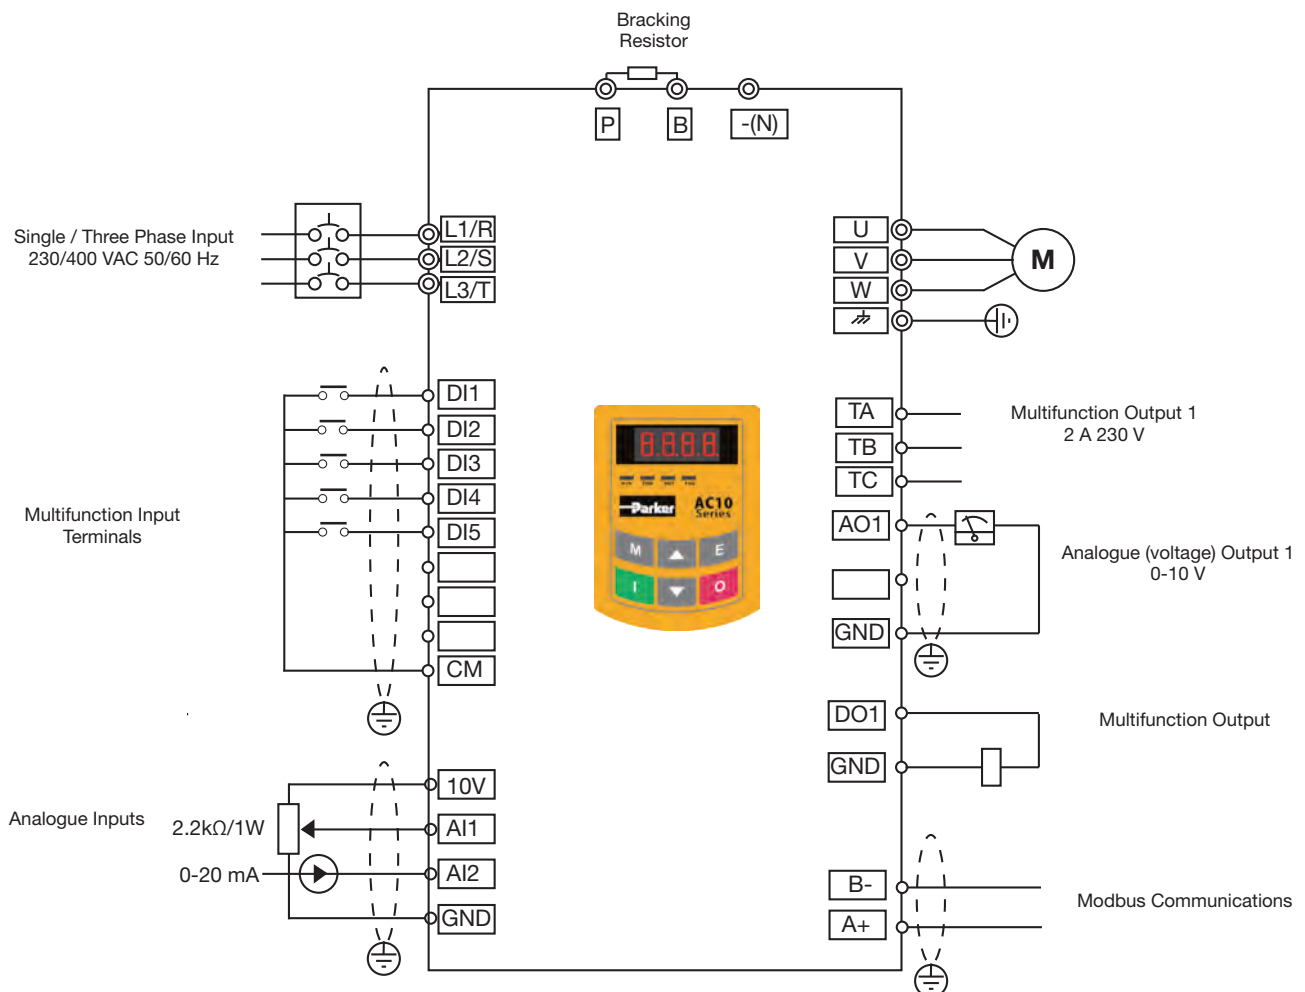 Bracking
Resistor
P
B
-(N)
Single / Three Phase Input
230/400 VAC 50/60 Hz
L1/R
L2/S
L3/T
U
V
W
M
Multifunction Input
Terminals
DI1
DI2
DI3
DI4
DI5
CM
8.8.8.8
Parker
AC10
Series
M
E
I
O
TA
TB
TC
Multifunction Output 1
2 A 230 V
AO1
GND
Analogue (voltage) Output 1
0-10 V
DO1
GND
Multifunction Output
Analogue Inputs
2.2kΩ/1W
0-20 mA
10V
AI1
AI2
GND
B-
A+
Modbus Communications